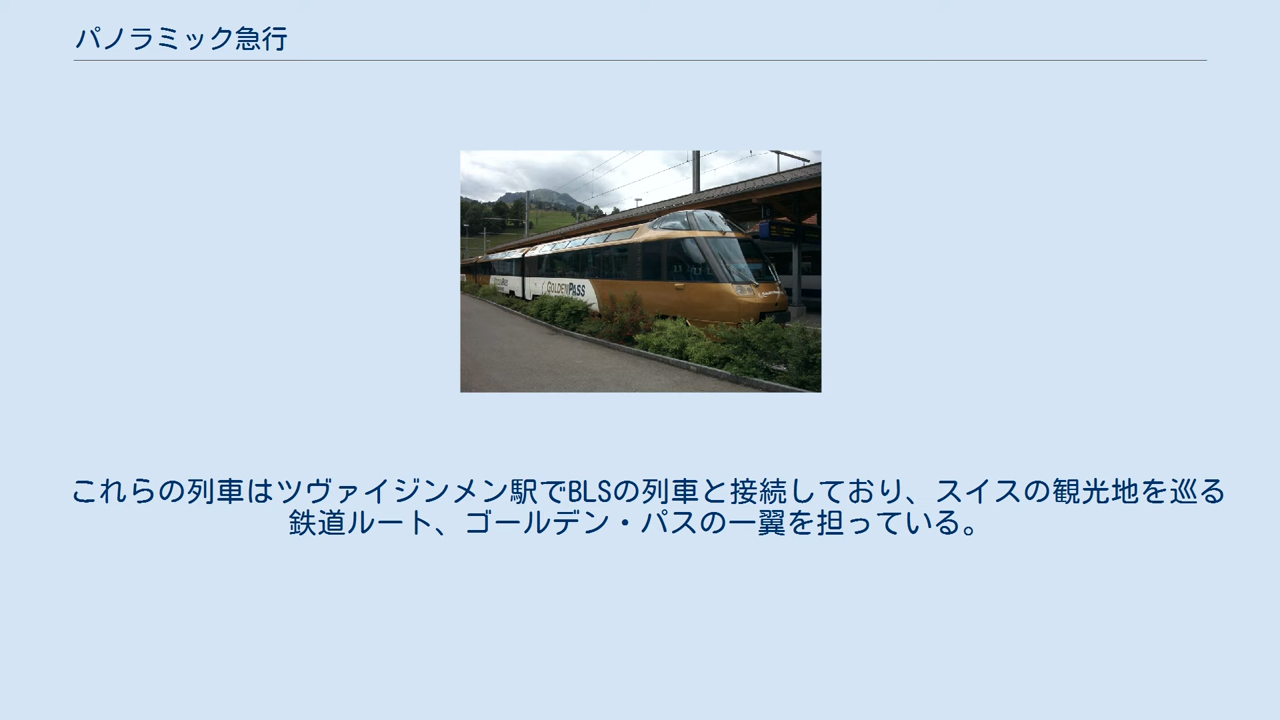 パノラミック急行
GOLDENPASS
これらの列車はツヴァイジンメン駅でBLSの列車と接続しており、スイスの観光地を巡る
鉄道ルート、ゴールデン・パスの一翼を担っている。